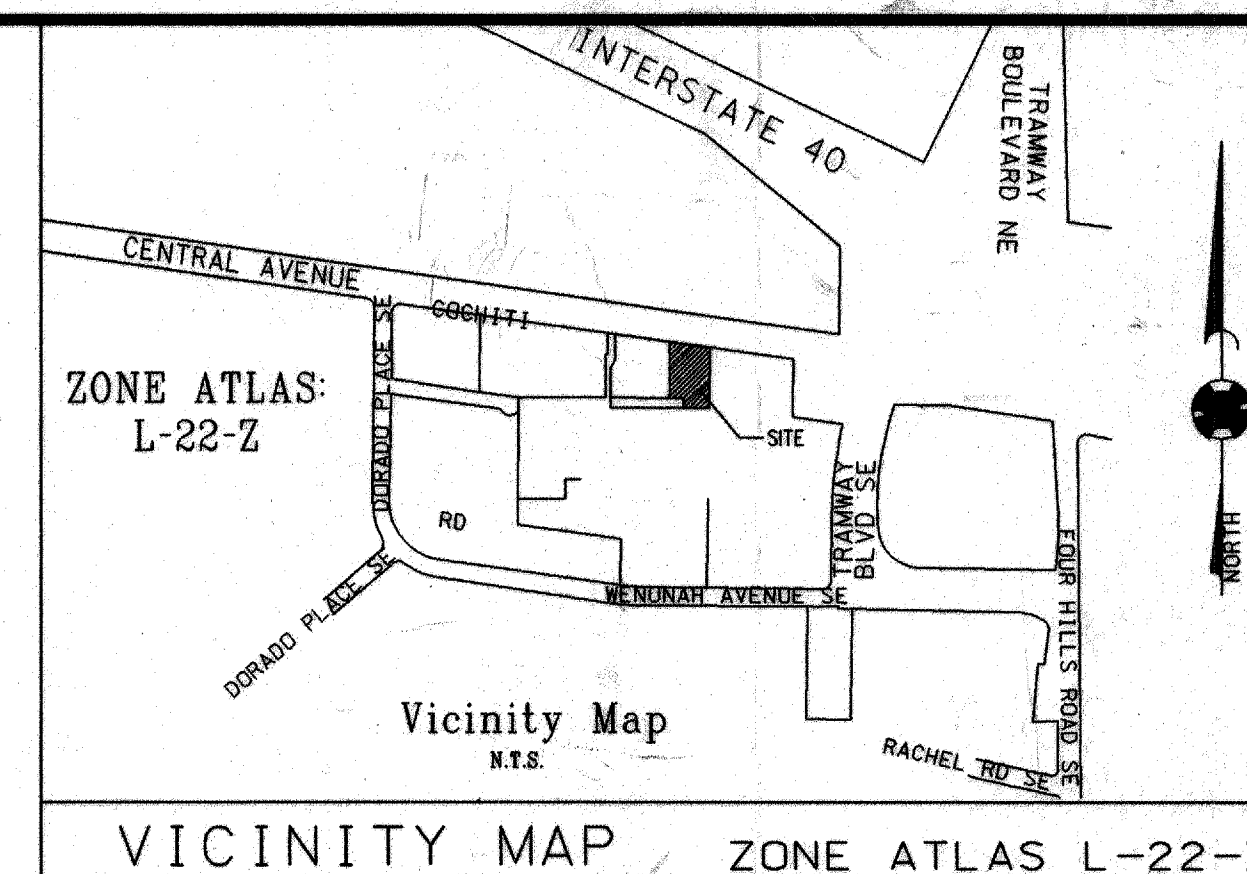 INTERSTATE 40
TRAMWAY
BOULEVARD NE
CENTRAL AVENUE
COCHITI
DORADO PLACE SE
ZONE ATLAS:
L-22-Z
SITE
TRAMWAY
BLVD SE
RD
NORTH
FOUR HILLS ROAD SE
WENUNAH AVENUE SE
DORADO PLACE SE
Vicinity Map
N.T.S.
RACHEL RD SE
VICINITY MAP ZONE ATLAS L-22-